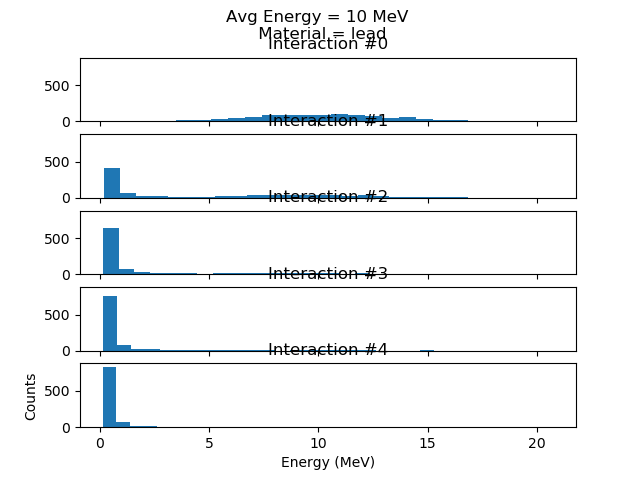 Avg Energy = 10 MeV
Material = lead
Interaction #0
500
0
Interaction #1
500
0
Interaction #2
500
0
Interaction #3
500
0
Interaction #4
500
0
Counts
0 5 10 15 20
Energy (MeV)